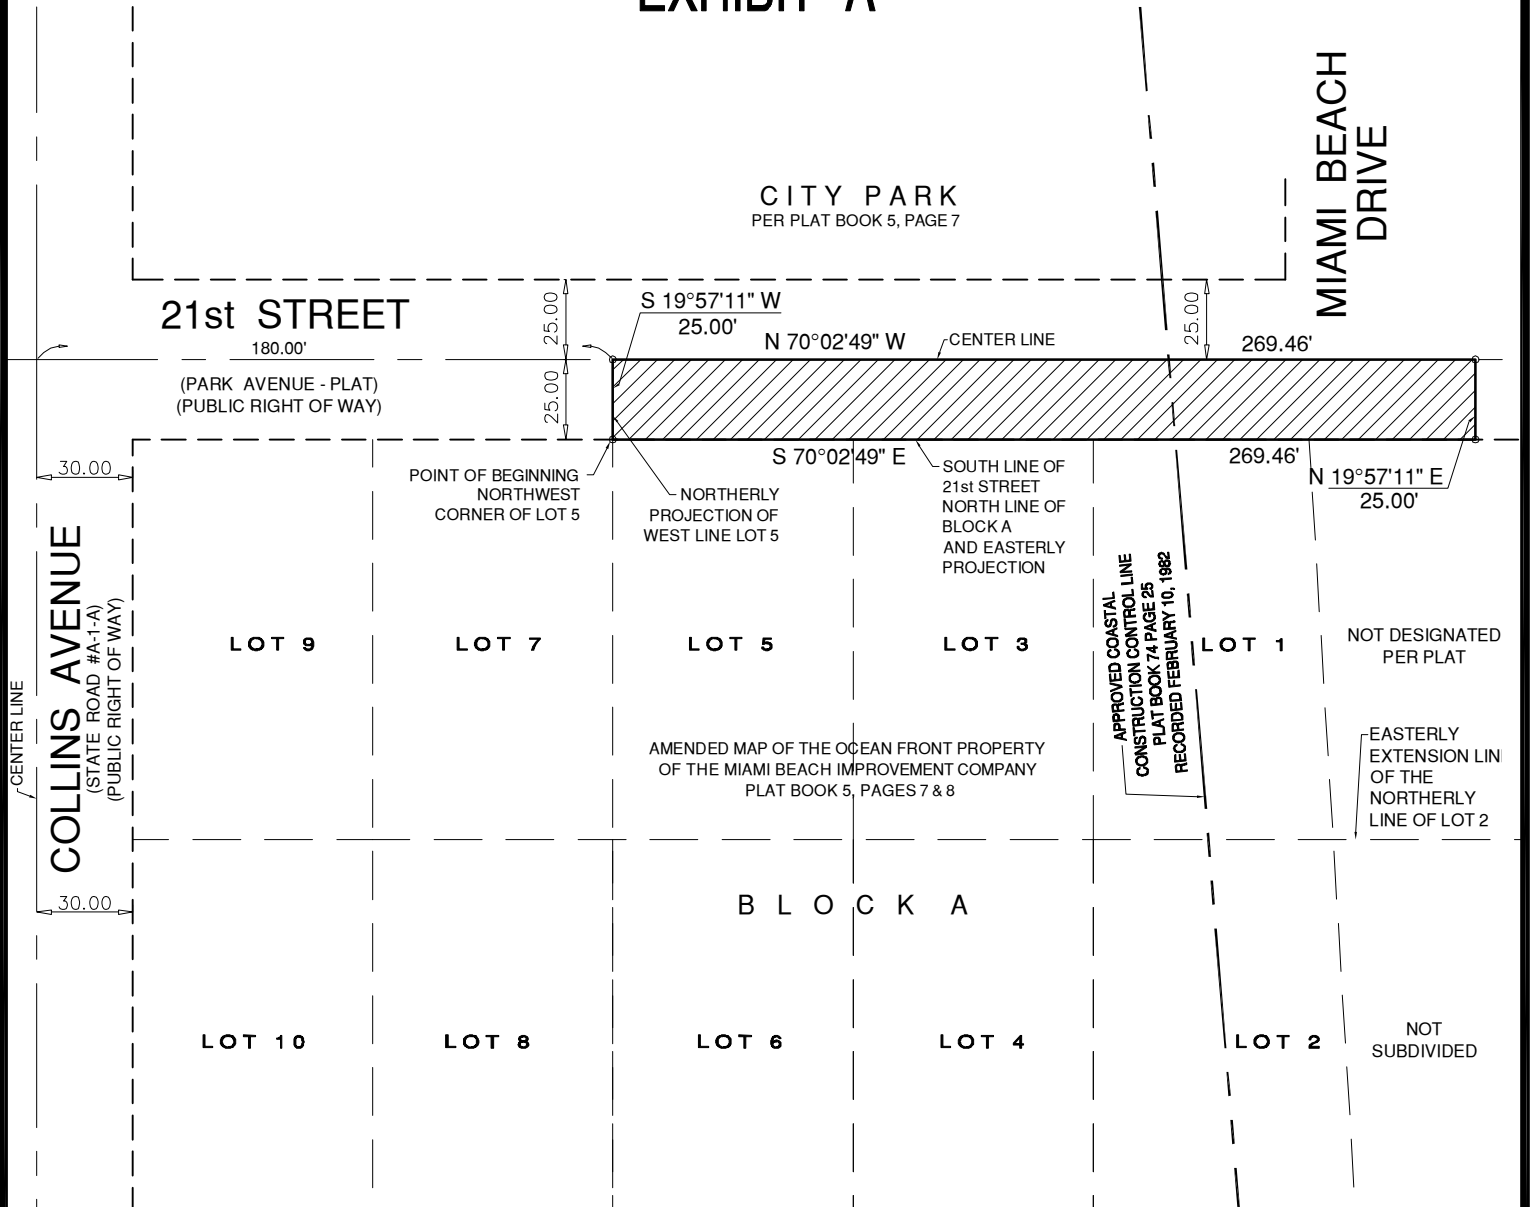 EXHIBIT "A"
MIAMI BEACH
DRIVE
CITY PARK
PER PLAT BOOK 5, PAGE 7
21st STREET
180.00'
(PARK AVENUE - PLAT)
(PUBLIC RIGHT OF WAY)
25.00
25.00
S 19°57'11" W
25.00'
N 70°02'49" W
CENTER LINE
25.00
269.46'
S 70°02'49" E
269.46'
N 19°57'11" E
25.00'
POINT OF BEGINNING
NORTHWEST
CORNER OF LOT 5
NORTHERLY
PROJECTION OF
WEST LINE LOT 5
SOUTH LINE OF
21st STREET
NORTH LINE OF
BLOCK A
AND EASTERLY
PROJECTION
30.00
COLLINS AVENUE
(STATE ROAD #A-1-A)
(PUBLIC RIGHT OF WAY)
CENTER LINE
30.00
LOT 9
LOT 7
LOT 5
LOT 3
LOT 1
APPROVED COASTAL
CONSTRUCTION CONTROL LINE
PLAT BOOK 74 PAGE 25
RECORDED FEBRUARY 10, 1982
NOT DESIGNATED
PER PLAT
AMENDED MAP OF THE OCEAN FRONT PROPERTY
OF THE MIAMI BEACH IMPROVEMENT COMPANY
PLAT BOOK 5, PAGES 7 & 8
EASTERLY
EXTENSION LIN
OF THE
NORTHERLY
LINE OF LOT 2
BLOCK A
LOT 10
LOT 8
LOT 6
LOT 4
LOT 2
NOT
SUBDIVIDED